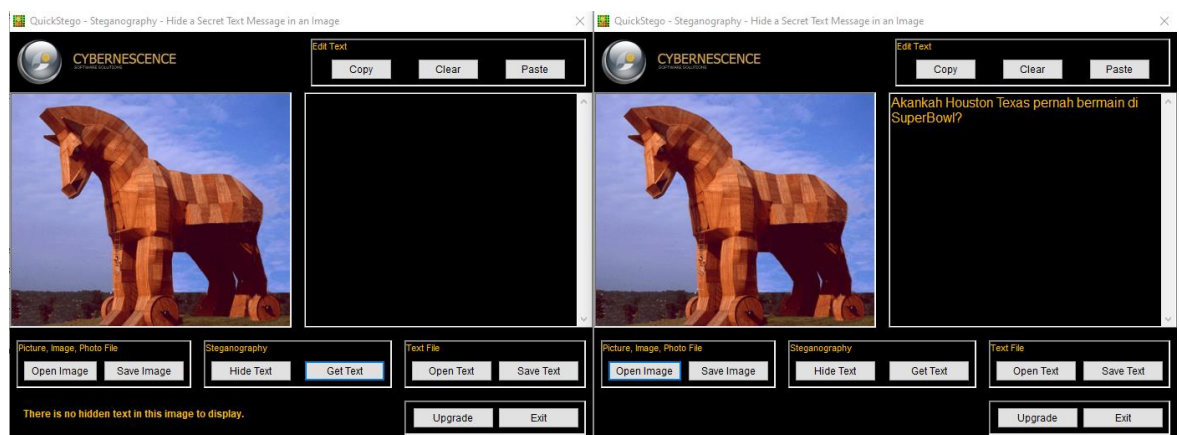 QuickStego - Steganography - Hide a Secret Text Message in an Image
CYBERNESCENCE
SOFTWARE SOLUTIONS
Edit Text
Copy Clear Paste
Picture, Image, Photo File
Open Image Save Image
Steganography
Hide Text Get Text
Text File
Open Text Save Text
There is no hidden text in this image to display.
Upgrade Exit
QuickStego - Steganography - Hide a Secret Text Message in an Image
CYBERNESCENCE
SOFTWARE SOLUTIONS
Edit Text
Copy Clear Paste
Akankah Houston Texas pernah bermain di
SuperBowl?
Picture, Image, Photo File
Open Image Save Image
Steganography
Hide Text Get Text
Text File
Open Text Save Text
Upgrade Exit